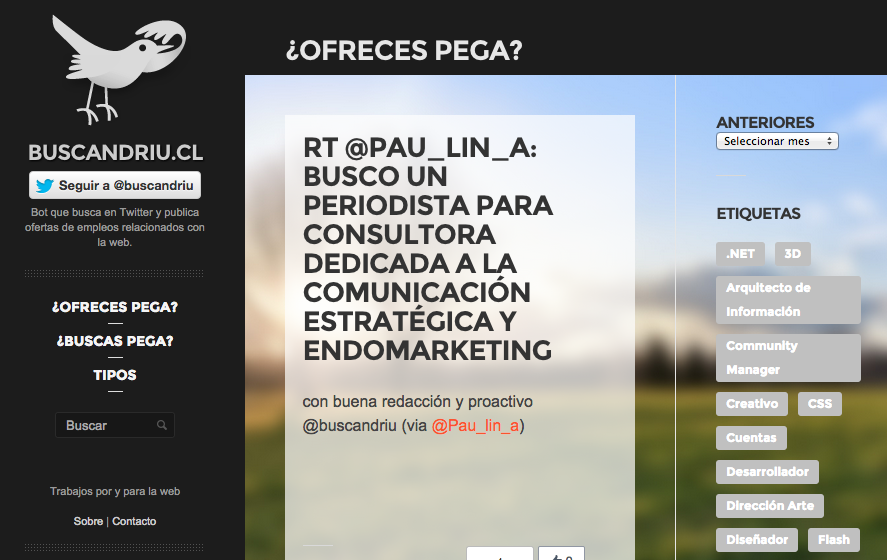 BUSCANDRIU.CL
Seguir a @buscandriu
Bot que busca en Twitter y publica
ofertas de empleos relacionados con
la web.
¿OFRECES PEGA?
¿BUSCAS PEGA?
TIPOS
Buscar
Trabajos por y para la web
Sobre | Contacto
¿OFRECES PEGA?
RT @PAU_LIN_A:
BUSCO UN
PERIODISTA PARA
CONSULTORA
DEDICADA A LA
COMUNICACIÓN
ESTRATÉGICA Y
ENDOMARKETING
con buena redacción y proactivo
@buscandriu (via @Pau_lin_a)
ANTERIORES
Seleccionar mes
ETIQUETAS
.NET 3D
Arquitecto de
Información
Community
Manager
Creativo CSS
Cuentas
Desarrollador
Dirección Arte
Diseñador Flash